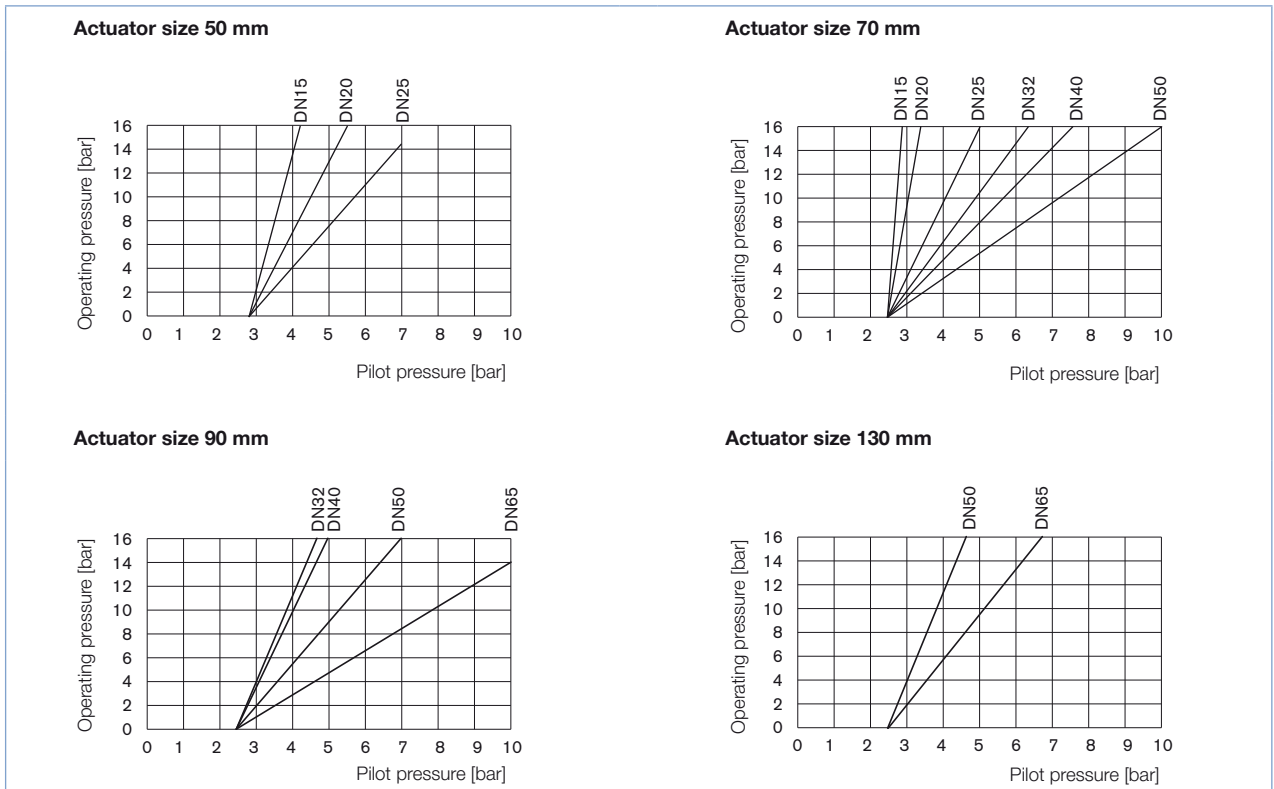 Actuator size 50 mm
DN15
DN20
DN25
Operating pressure [bar]
16
14
12
10
8
6
4
2
0
0 1 2 3 4 5 6 7 8 9 10
Pilot pressure [bar]
Actuator size 70 mm
DN15
DN20
DN25
DN32
DN40
DN50
Operating pressure [bar]
16
14
12
10
8
6
4
2
0
0 1 2 3 4 5 6 7 8 9 10
Pilot pressure [bar]
Actuator size 90 mm
DN32
DN40
DN50
DN65
Operating pressure [bar]
16
14
12
10
8
6
4
2
0
0 1 2 3 4 5 6 7 8 9 10
Pilot pressure [bar]
Actuator size 130 mm
DN50
DN65
Operating pressure [bar]
16
14
12
10
8
6
4
2
0
0 1 2 3 4 5 6 7 8 9 10
Pilot pressure [bar]